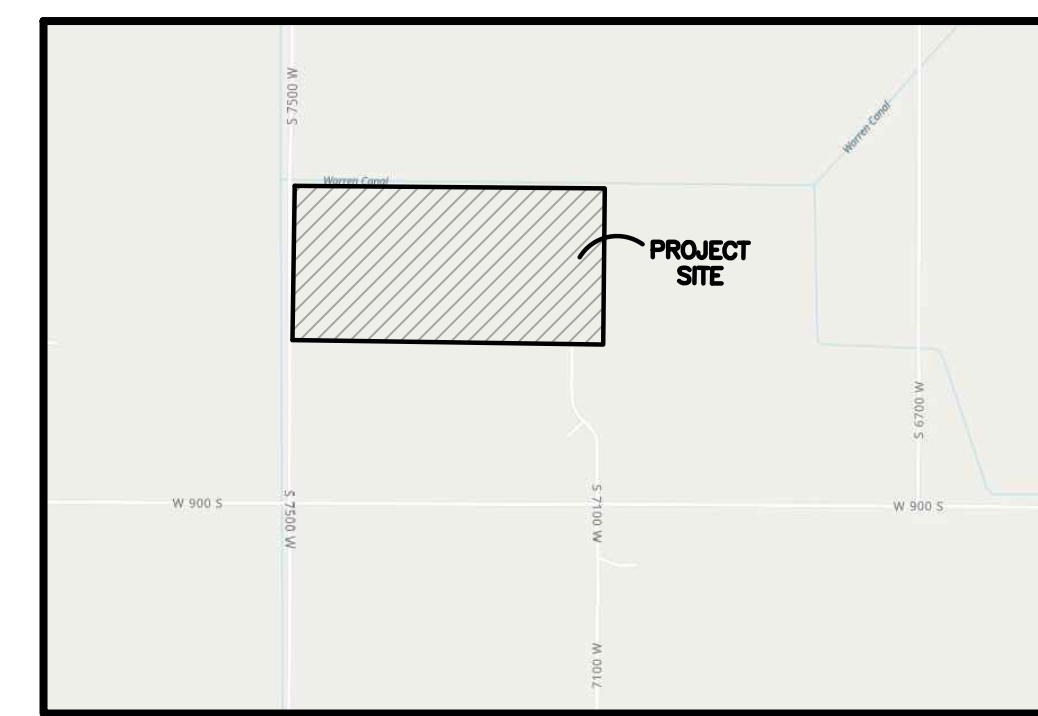 S 7500 W
Warren Canal
Warren Canal
PROJECT
SITE
S 6700 W
W 900 S
S 7500 W
S 7100 W
W 900 S
7100 W